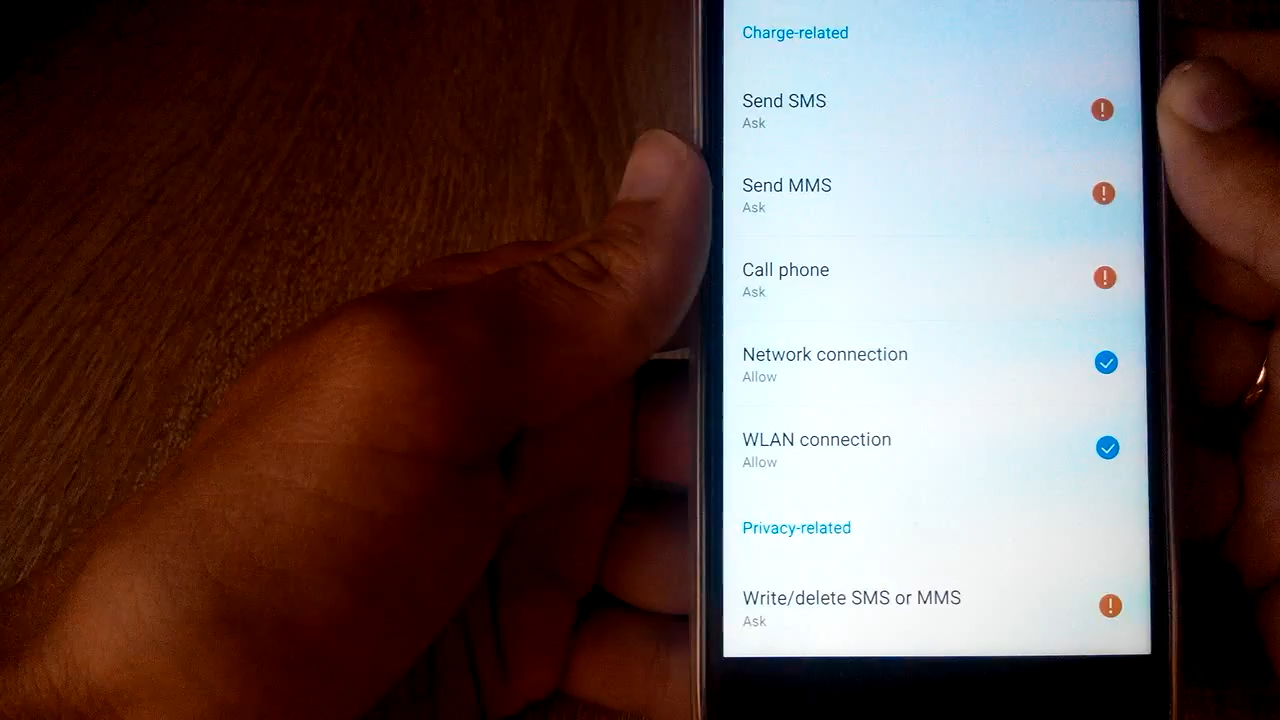 Charge-related
Send SMS
Ask
Send MMS
Ask
Call phone
Ask
Network connection
Allow
WLAN connection
Allow
Privacy-related
Write/delete SMS or MMS
Ask